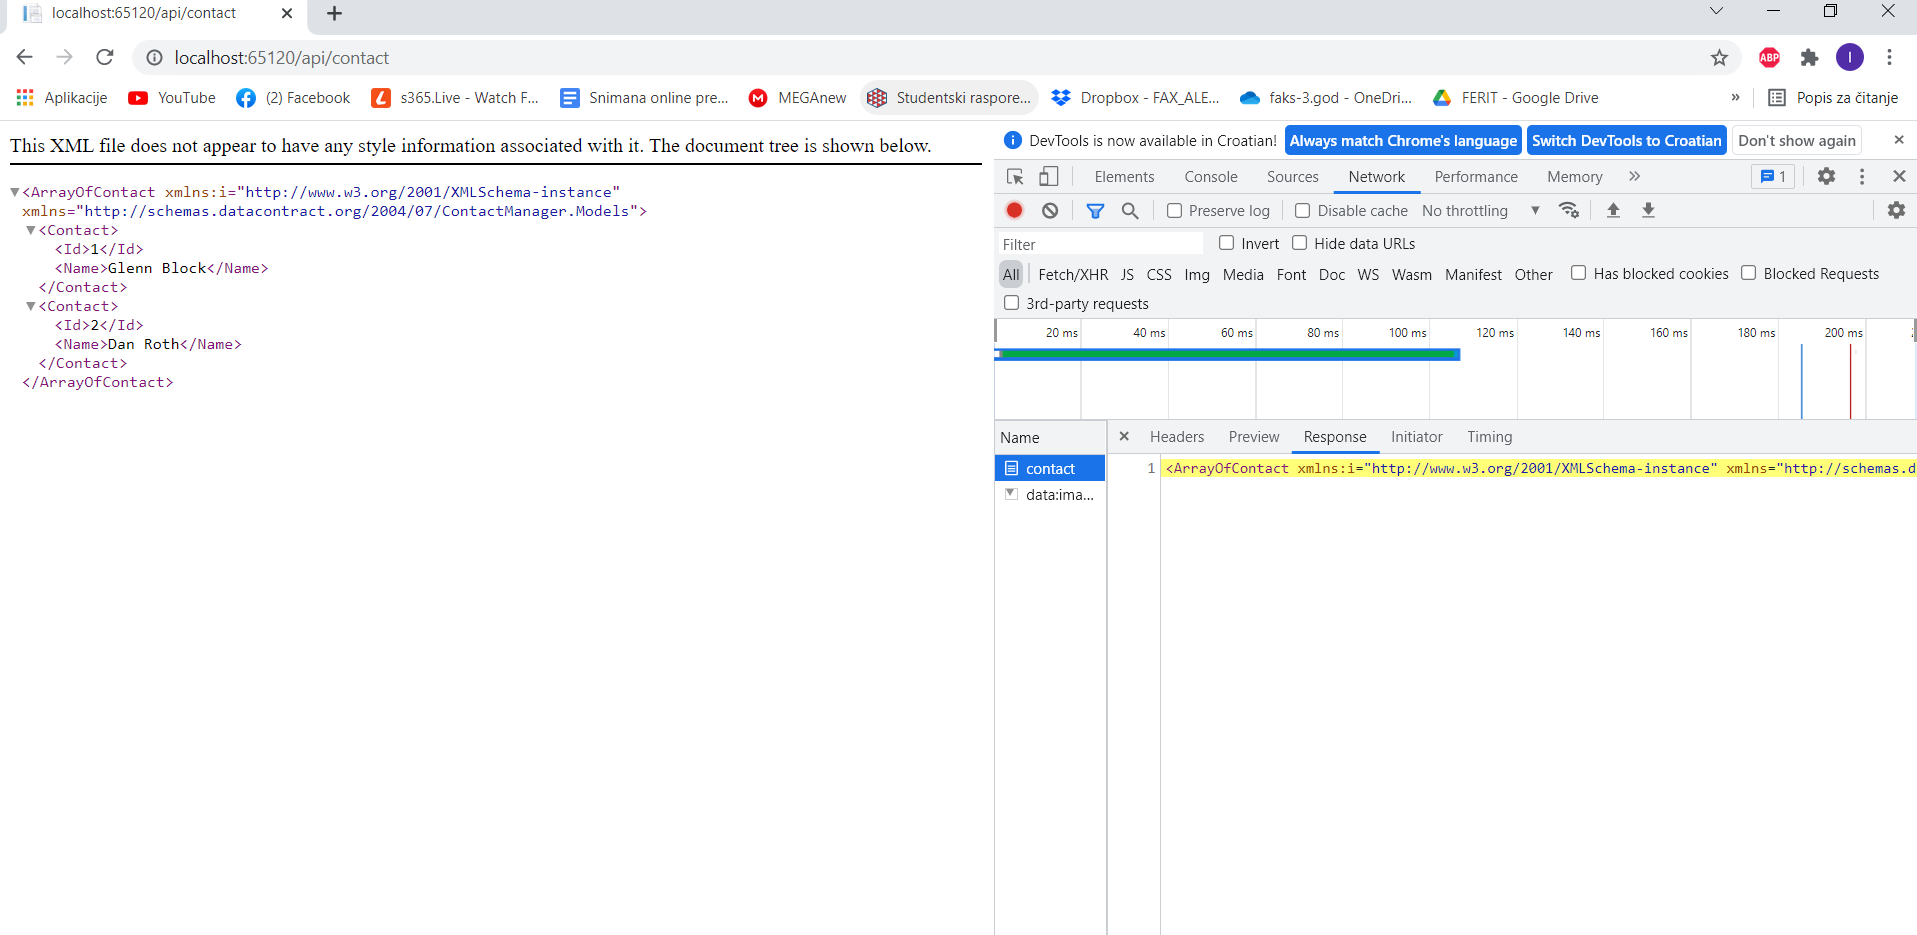 localhost:65120/api/contact
localhost:65120/api/contact
ABP
I
Aplikacije
YouTube
(2) Facebook
s365.Live - Watch F...
Snimana online pre...
MEGAnew
Studentski raspore...
Dropbox - FAX_ALE...
faks-3.god - OneDri...
FERIT - Google Drive
»
Popis za čitanje
This XML file does not appear to have any style information associated with it. The document tree is shown below.
<ArrayOfContact xmlns:i="http://www.w3.org/2001/XMLSchema-instance"
xmlns="http://schemas.datacontract.org/2004/07/ContactManager.Models">
<Contact>
<Id>1</Id>
<Name>Glenn Block</Name>
</Contact>
<Contact>
<Id>2</Id>
<Name>Dan Roth</Name>
</Contact>
</ArrayOfContact>
DevTools is now available in Croatian!
Always match Chrome's language
Switch DevTools to Croatian
Don't show again
Elements
Console
Sources
Network
Performance
Memory
»
1
Preserve log
Disable cache
No throttling
Filter
Invert
Hide data URLs
All
Fetch/XHR
JS
CSS
Img
Media
Font
Doc
WS
Wasm
Manifest
Other
Has blocked cookies
Blocked Requests
3rd-party requests
20 ms
40 ms
60 ms
80 ms
100 ms
120 ms
140 ms
160 ms
180 ms
200 ms
Name
Headers
Preview
Response
Initiator
Timing
contact
data:ima...
1
<ArrayOfContact xmlns:i="http://www.w3.org/2001/XMLSchema-instance" xmlns="http://schemas.d